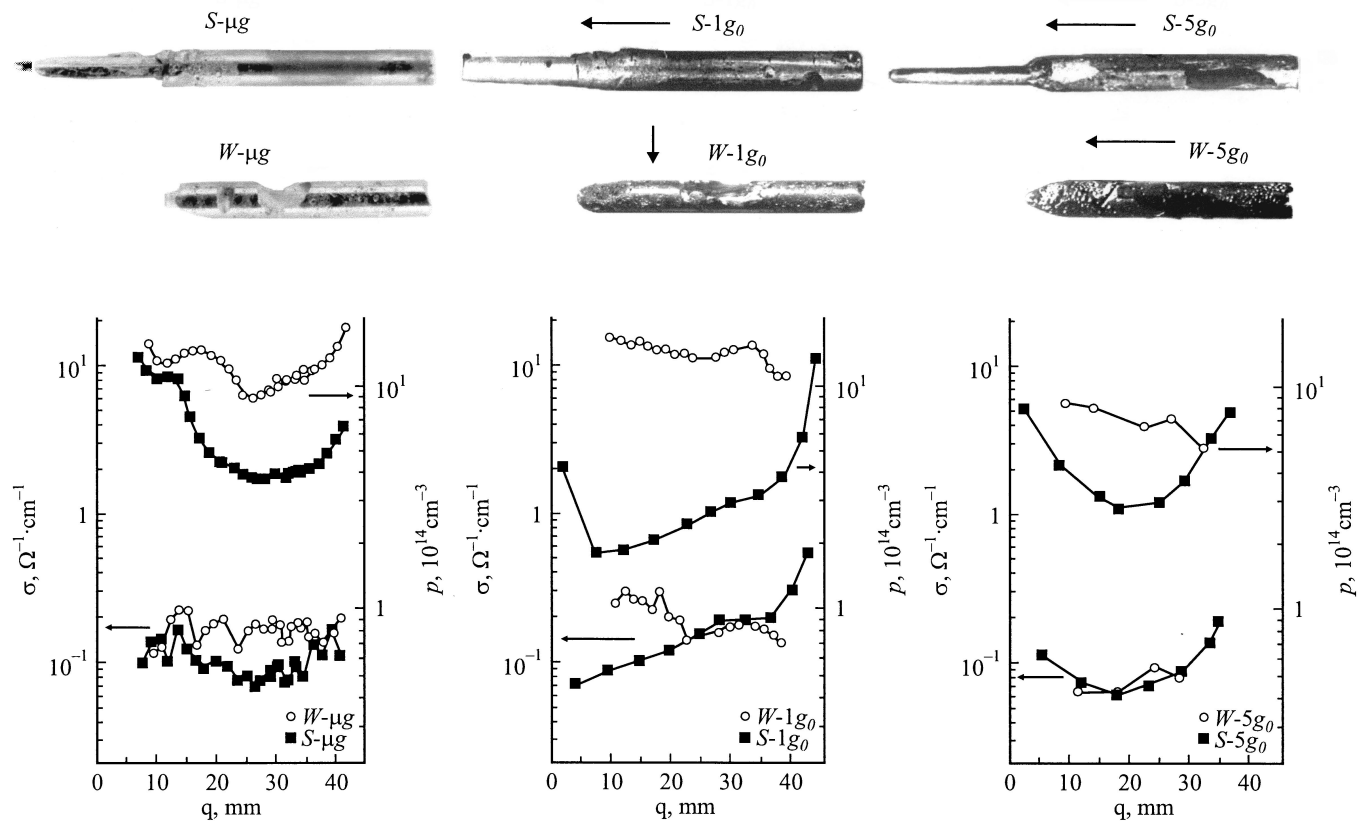 S-μg S-1g₀ S-5g₀
W-μg W-1g₀ W-5g₀
σ, Ω⁻¹·cm⁻¹
10¹
1
10⁻¹
10¹
1
p, 10¹⁴cm⁻³
W-μg
S-μg
0 10 20 30 40
q, mm
σ, Ω⁻¹·cm⁻¹
10¹
1
10⁻¹
10¹
1
p, 10¹⁴cm⁻³
W-1g₀
S-1g₀
0 10 20 30 40
q, mm
σ, Ω⁻¹·cm⁻¹
10¹
1
10⁻¹
10¹
1
p, 10¹⁴cm⁻³
W-5g₀
S-5g₀
0 10 20 30 40
q, mm